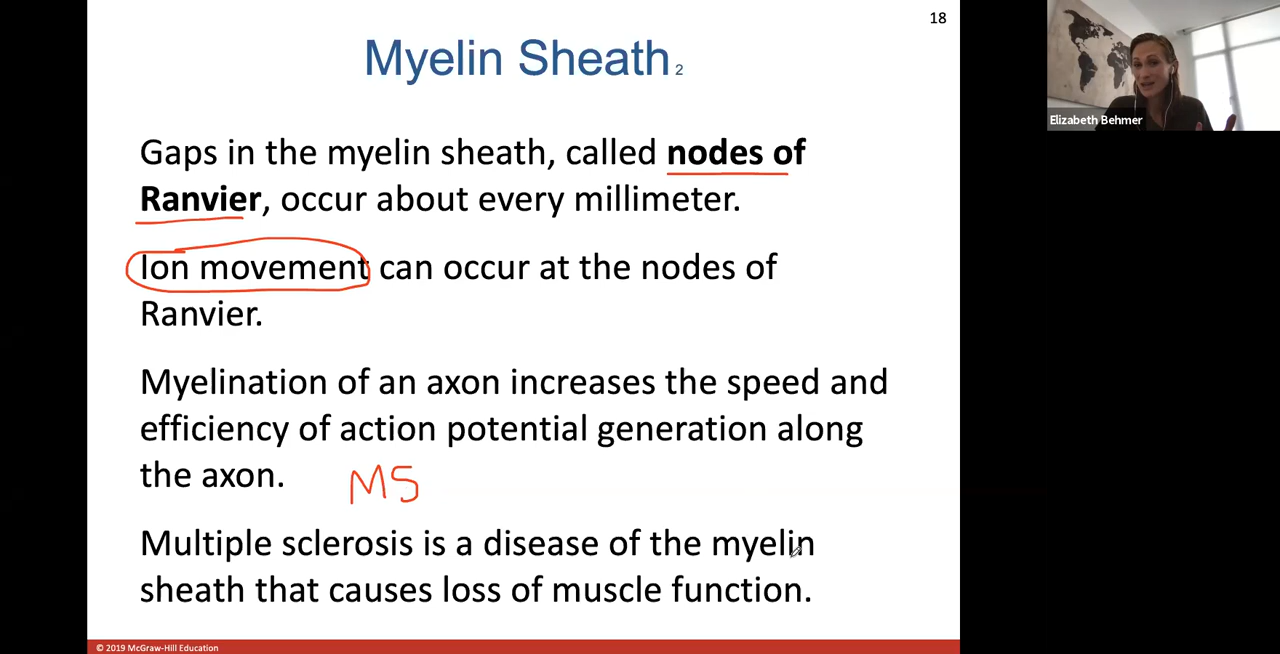 18
Myelin Sheath 2
Elizabeth Behmer
Gaps in the myelin sheath, called nodes of
Ranvier, occur about every millimeter.
Ion movement can occur at the nodes of
Ranvier.
Myelination of an axon increases the speed and
efficiency of action potential generation along
the axon.
MS
Multiple sclerosis is a disease of the myelin
sheath that causes loss of muscle function.
© 2019 McGraw-Hill Education